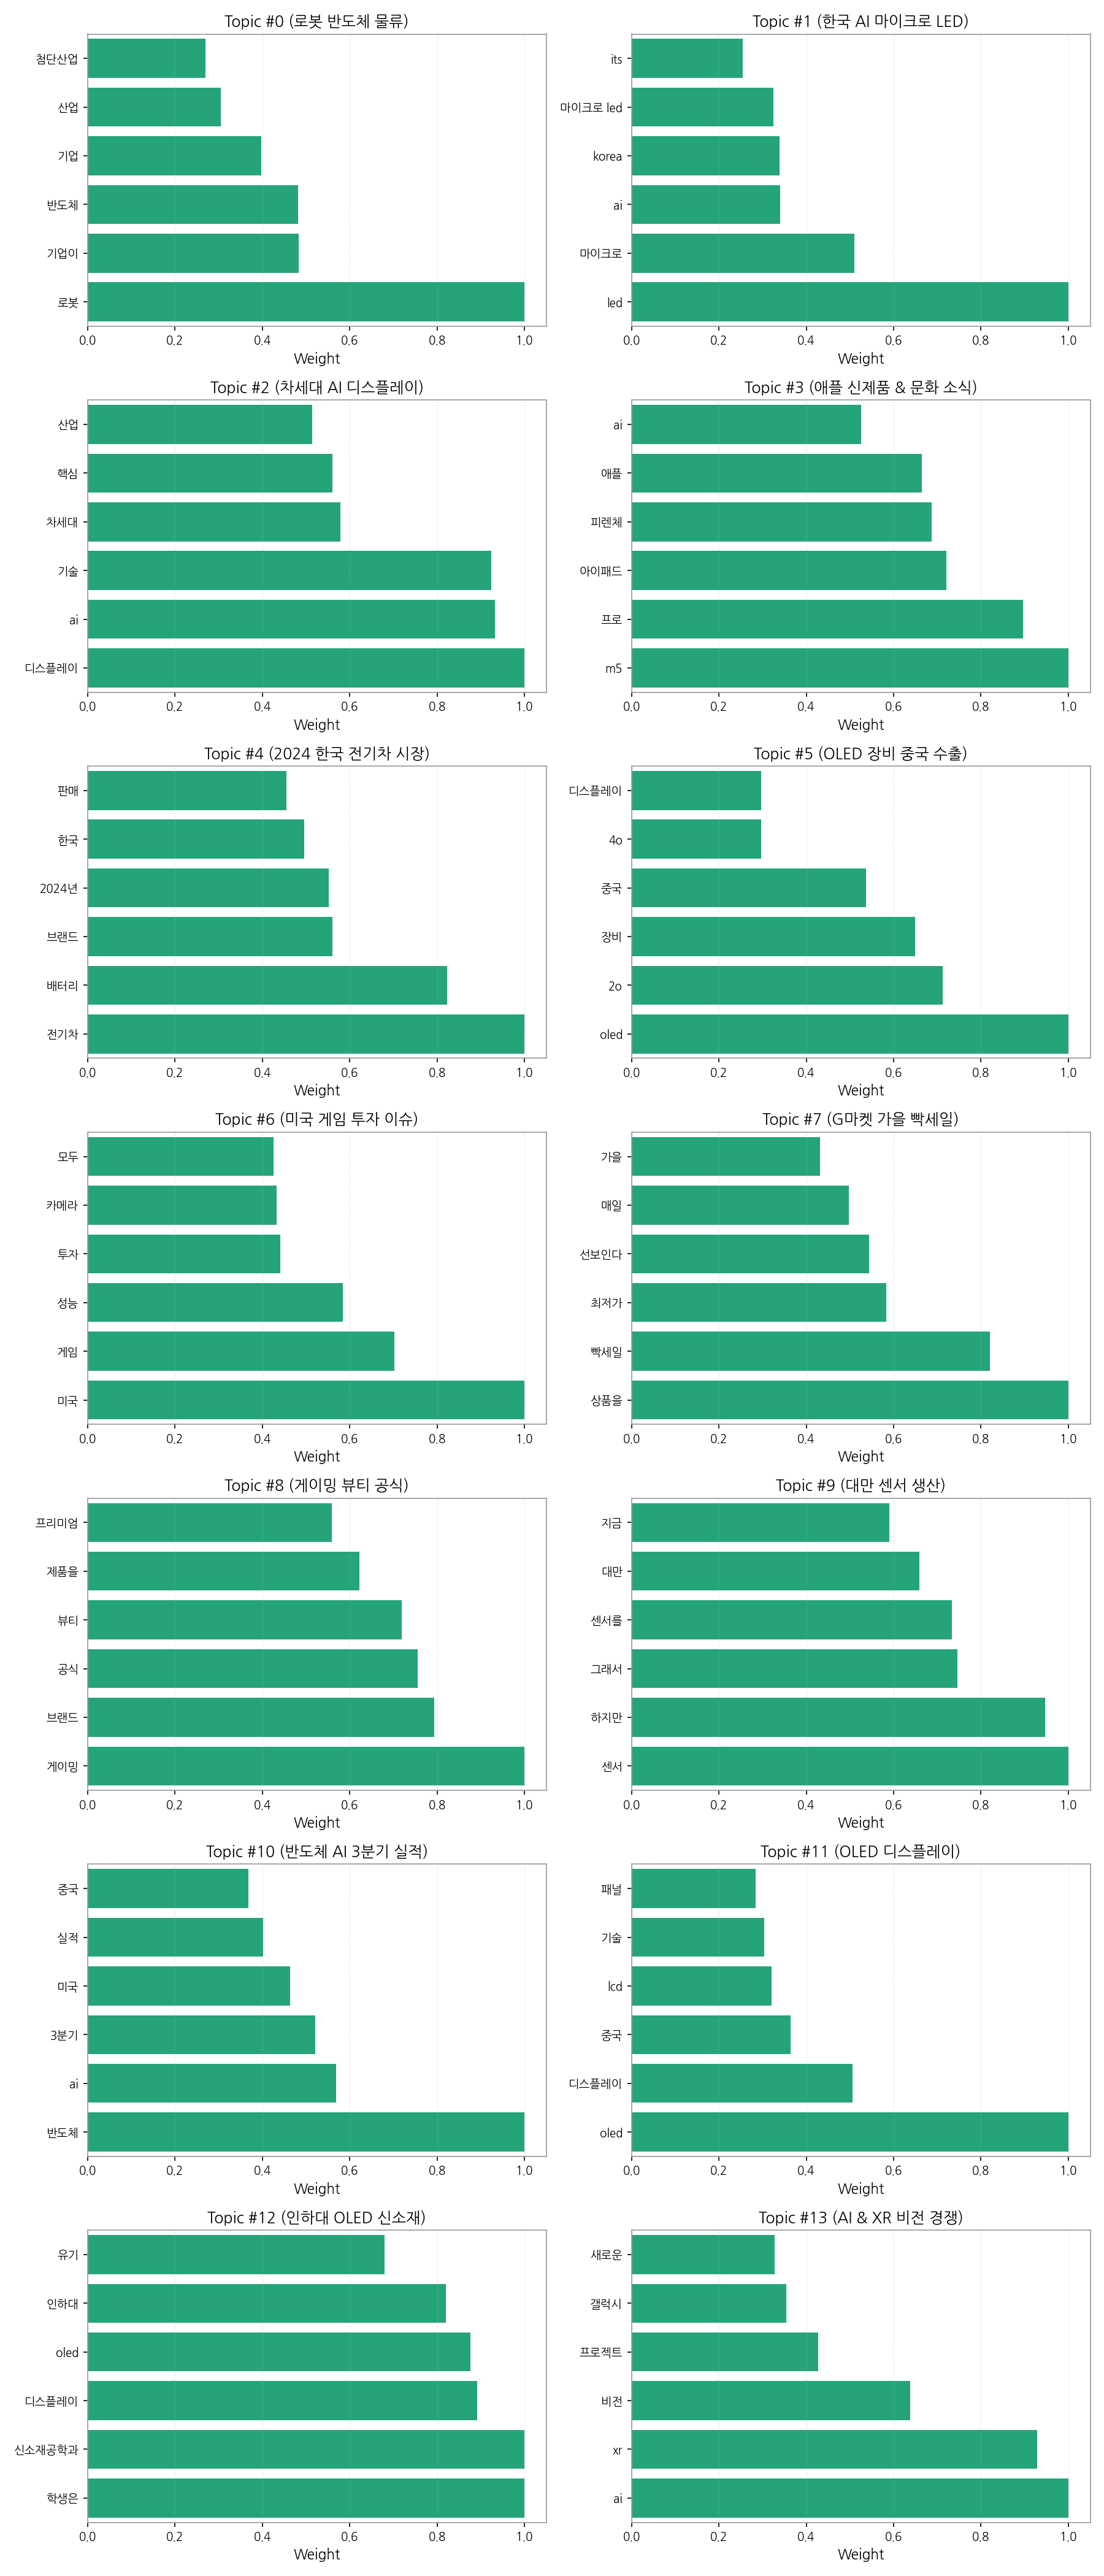 Topic #0 (로봇 반도체 물류)
첨단산업
산업
기업
반도체
기업이
로봇
0.0 0.2 0.4 0.6 0.8 1.0
Weight
Topic #1 (한국 AI 마이크로 LED)
its
마이크로 led
korea
ai
마이크로
led
0.0 0.2 0.4 0.6 0.8 1.0
Weight
Topic #2 (차세대 AI 디스플레이)
산업
핵심
차세대
기술
ai
디스플레이
0.0 0.2 0.4 0.6 0.8 1.0
Weight
Topic #3 (애플 신제품 & 문화 소식)
ai
애플
피렌체
아이패드
프로
m5
0.0 0.2 0.4 0.6 0.8 1.0
Weight
Topic #4 (2024 한국 전기차 시장)
판매
한국
2024년
브랜드
배터리
전기차
0.0 0.2 0.4 0.6 0.8 1.0
Weight
Topic #5 (OLED 장비 중국 수출)
디스플레이
4o
중국
장비
2o
oled
0.0 0.2 0.4 0.6 0.8 1.0
Weight
Topic #6 (미국 게임 투자 이슈)
모두
카메라
투자
성능
게임
미국
0.0 0.2 0.4 0.6 0.8 1.0
Weight
Topic #7 (G마켓 가을 빡세일)
가을
매일
선보인다
최저가
빡세일
상품을
0.0 0.2 0.4 0.6 0.8 1.0
Weight
Topic #8 (게이밍 뷰티 공식)
프리미엄
제품을
뷰티
공식
브랜드
게이밍
0.0 0.2 0.4 0.6 0.8 1.0
Weight
Topic #9 (대만 센서 생산)
지금
대만
센서를
그래서
하지만
센서
0.0 0.2 0.4 0.6 0.8 1.0
Weight
Topic #10 (반도체 AI 3분기 실적)
중국
실적
미국
3분기
ai
반도체
0.0 0.2 0.4 0.6 0.8 1.0
Weight
Topic #11 (OLED 디스플레이)
패널
기술
lcd
중국
디스플레이
oled
0.0 0.2 0.4 0.6 0.8 1.0
Weight
Topic #12 (인하대 OLED 신소재)
유기
인하대
oled
디스플레이
신소재공학과
학생은
0.0 0.2 0.4 0.6 0.8 1.0
Weight
Topic #13 (AI & XR 비전 경쟁)
새로운
갤럭시
프로젝트
비전
xr
ai
0.0 0.2 0.4 0.6 0.8 1.0
Weight